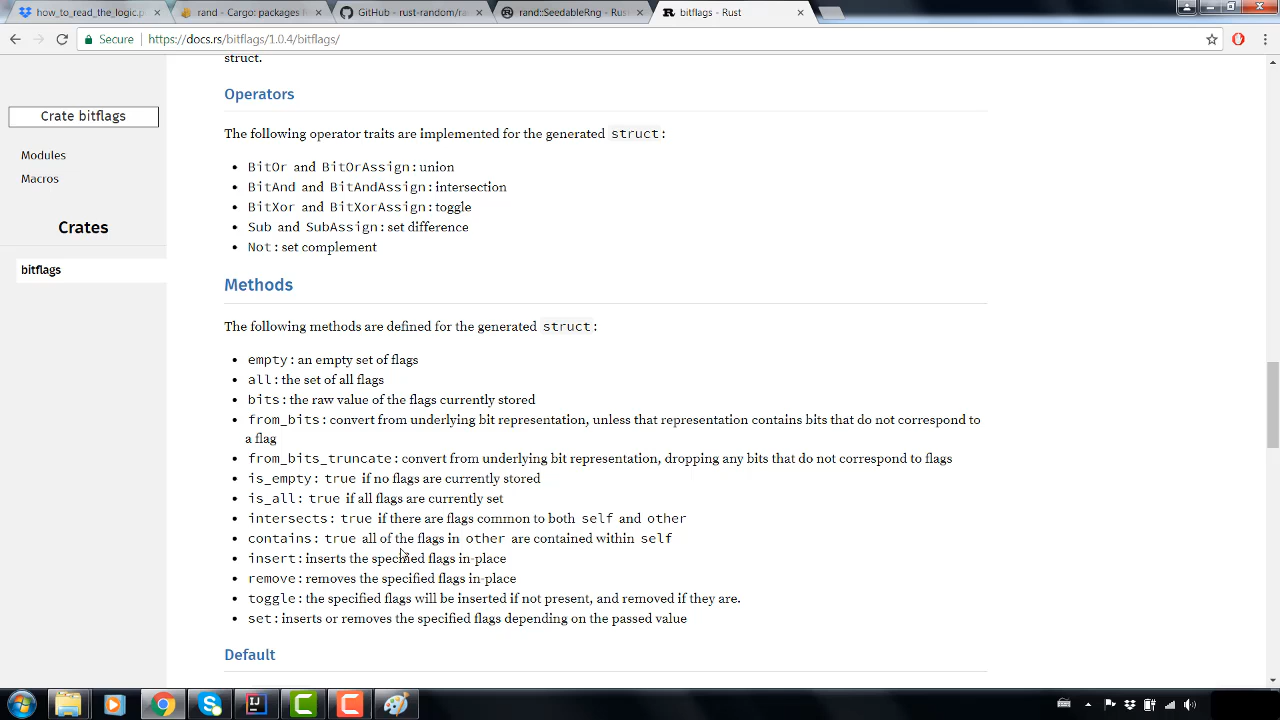 how_to_read_the_logic.p
rand - Cargo: packages f
GitHub - rust-random/ra
rand::SeedableRng - Rust
bitflags - Rust
Secure
https://docs.rs/bitflags/1.0.4/bitflags/
struct.
Crate bitflags
Modules
Macros
Crates
bitflags
Operators
The following operator traits are implemented for the generated struct:
• BitOr and BitOrAssign: union
• BitAnd and BitAndAssign: intersection
• BitXor and BitXorAssign: toggle
• Sub and SubAssign: set difference
• Not: set complement
Methods
The following methods are defined for the generated struct:
• empty: an empty set of flags
• all: the set of all flags
• bits: the raw value of the flags currently stored
• from_bits: convert from underlying bit representation, unless that representation contains bits that do not correspond to
a flag
• from_bits_truncate: convert from underlying bit representation, dropping any bits that do not correspond to flags
• is_empty: true if no flags are currently stored
• is_all: true if all flags are currently set
• intersects: true if there are flags common to both self and other
• contains: true all of the flags in other are contained within self
• insert: inserts the specified flags in-place
• remove: removes the specified flags in-place
• toggle: the specified flags will be inserted if not present, and removed if they are.
• set: inserts or removes the specified flags depending on the passed value
Default